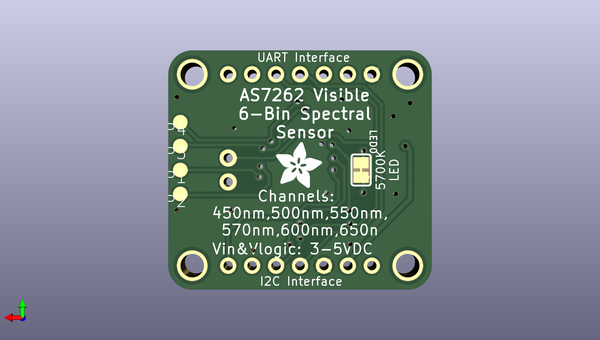 UART Interface
AS7262 Visible
6-Bin Spectral
Sensor
LED
5700K
LED
Channels:
450nm,500nm,550nm,
570nm,600nm,650n
Vin&Vlogic: 3-5VDC
I2C Interface